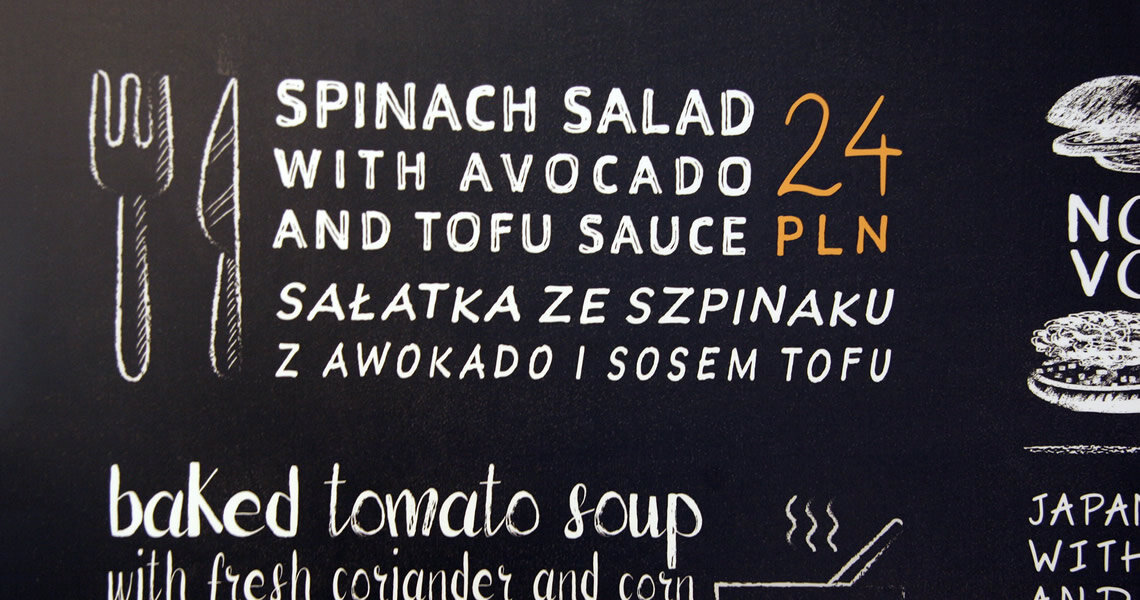 SPINACH SALAD
WITH AVOCADO
AND TOFU SAUCE
24
PLN
SAŁATKA ZE SZPINAKU
Z AWOKADO I SOSEM TOFU
baked tomato soup
with fresh coriander and corn
WITH